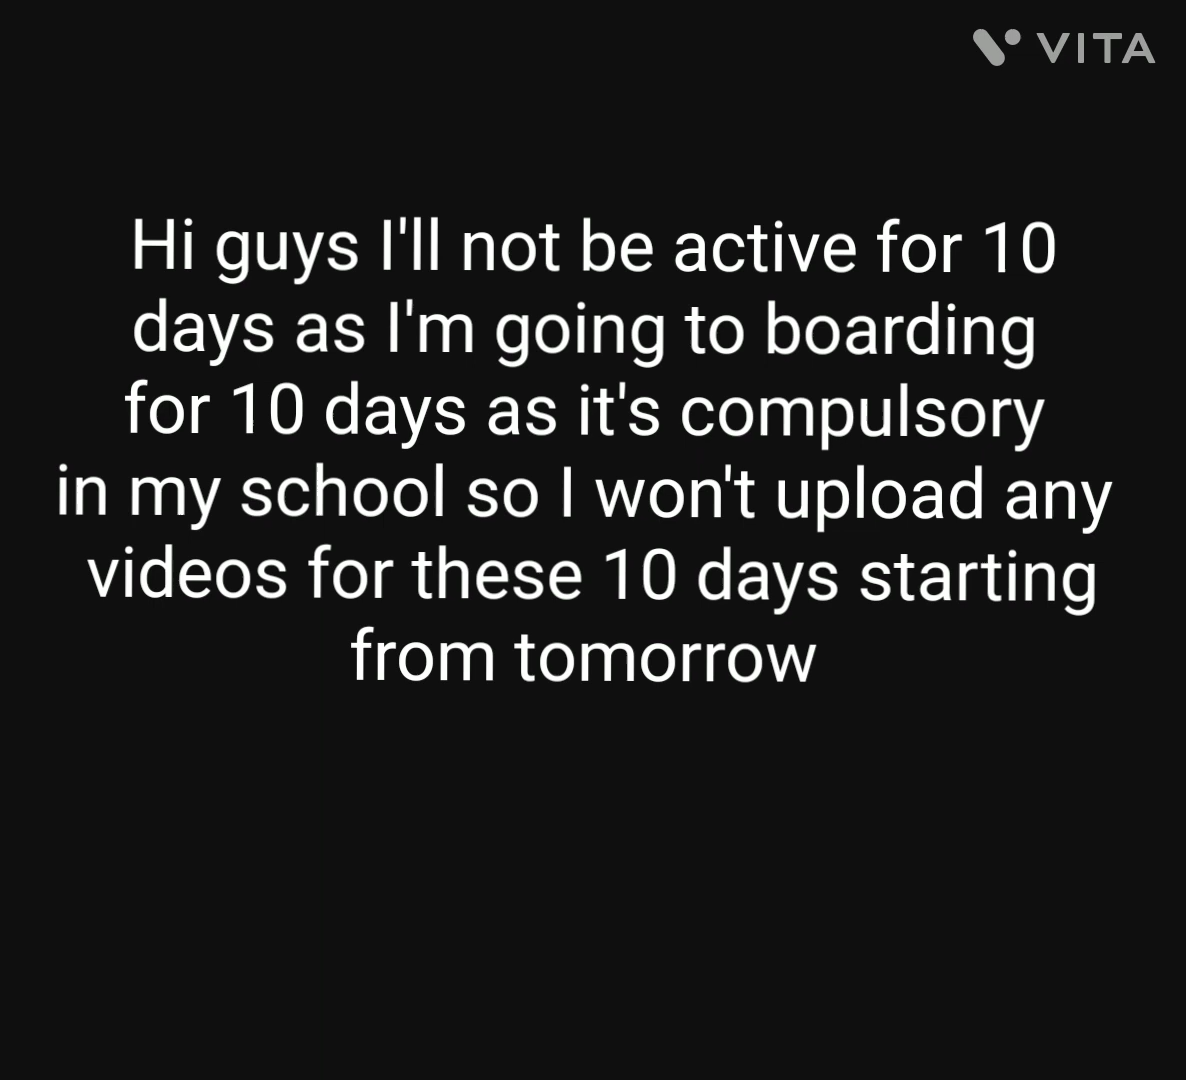 VITA
Hi guys I'll not be active for 10
days as I'm going to boarding
for 10 days as it's compulsory
in my school so I won't upload any
videos for these 10 days starting
from tomorrow